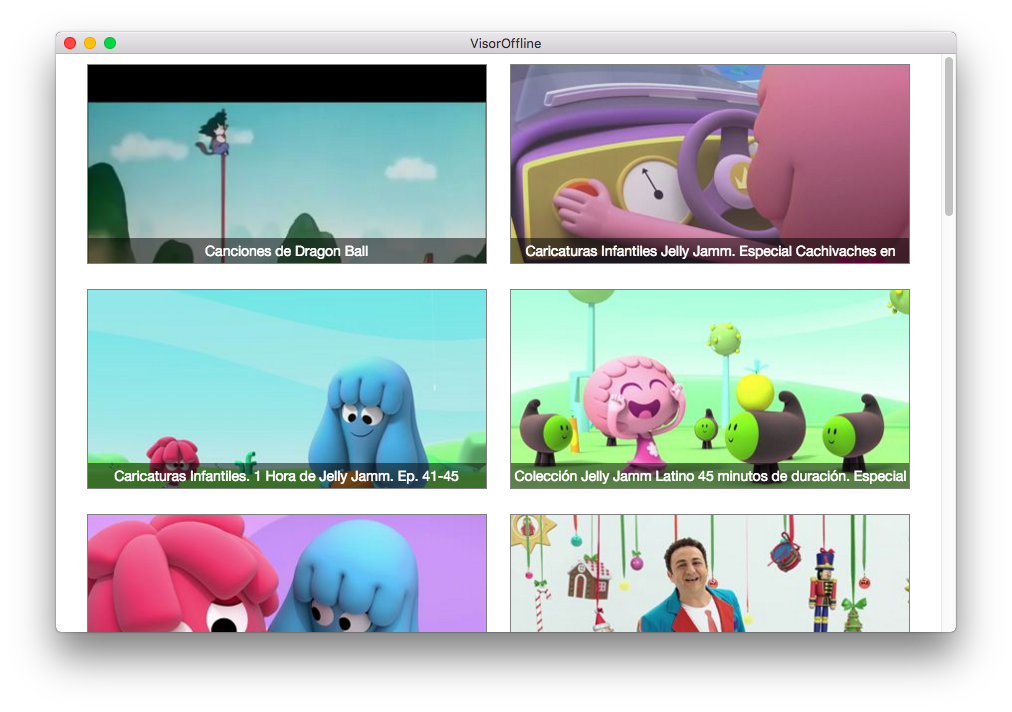 VisorOffline
Canciones de Dragon Ball
Caricaturas Infantiles Jelly Jamm. Especial Cachivaches en
Caricaturas Infantiles. 1 Hora de Jelly Jamm. Ep. 41-45
Colección Jelly Jamm Latino 45 minutos de duración. Especial